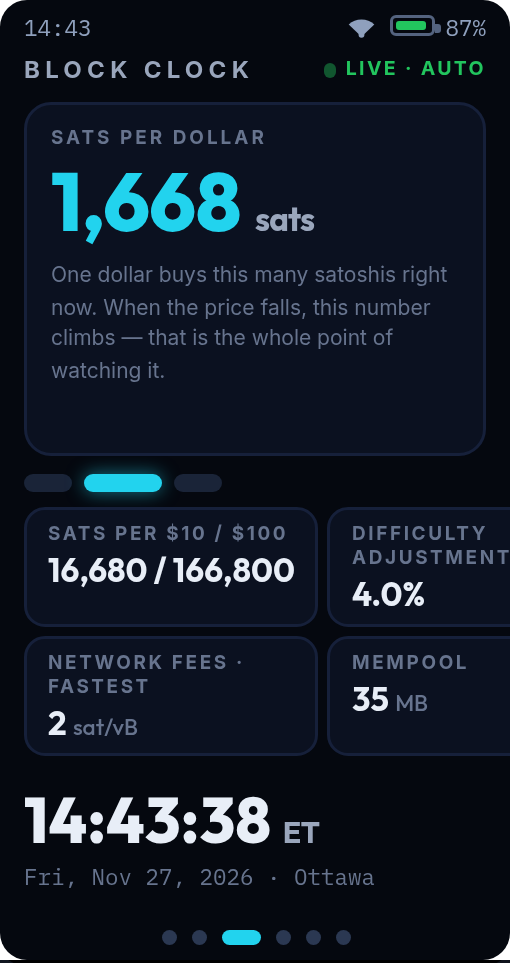 14:43
87%
BLOCK CLOCK
LIVE · AUTO
SATS PER DOLLAR
1,668 sats
One dollar buys this many satoshis right
now. When the price falls, this number
climbs — that is the whole point of
watching it.
SATS PER $10 / $100
16,680 / 166,800
DIFFICULTY
ADJUSTMENT
4.0%
NETWORK FEES ·
FASTEST
2 sat/vB
MEMPOOL
35 MB
14:43:38 ET
Fri, Nov 27, 2026 · Ottawa